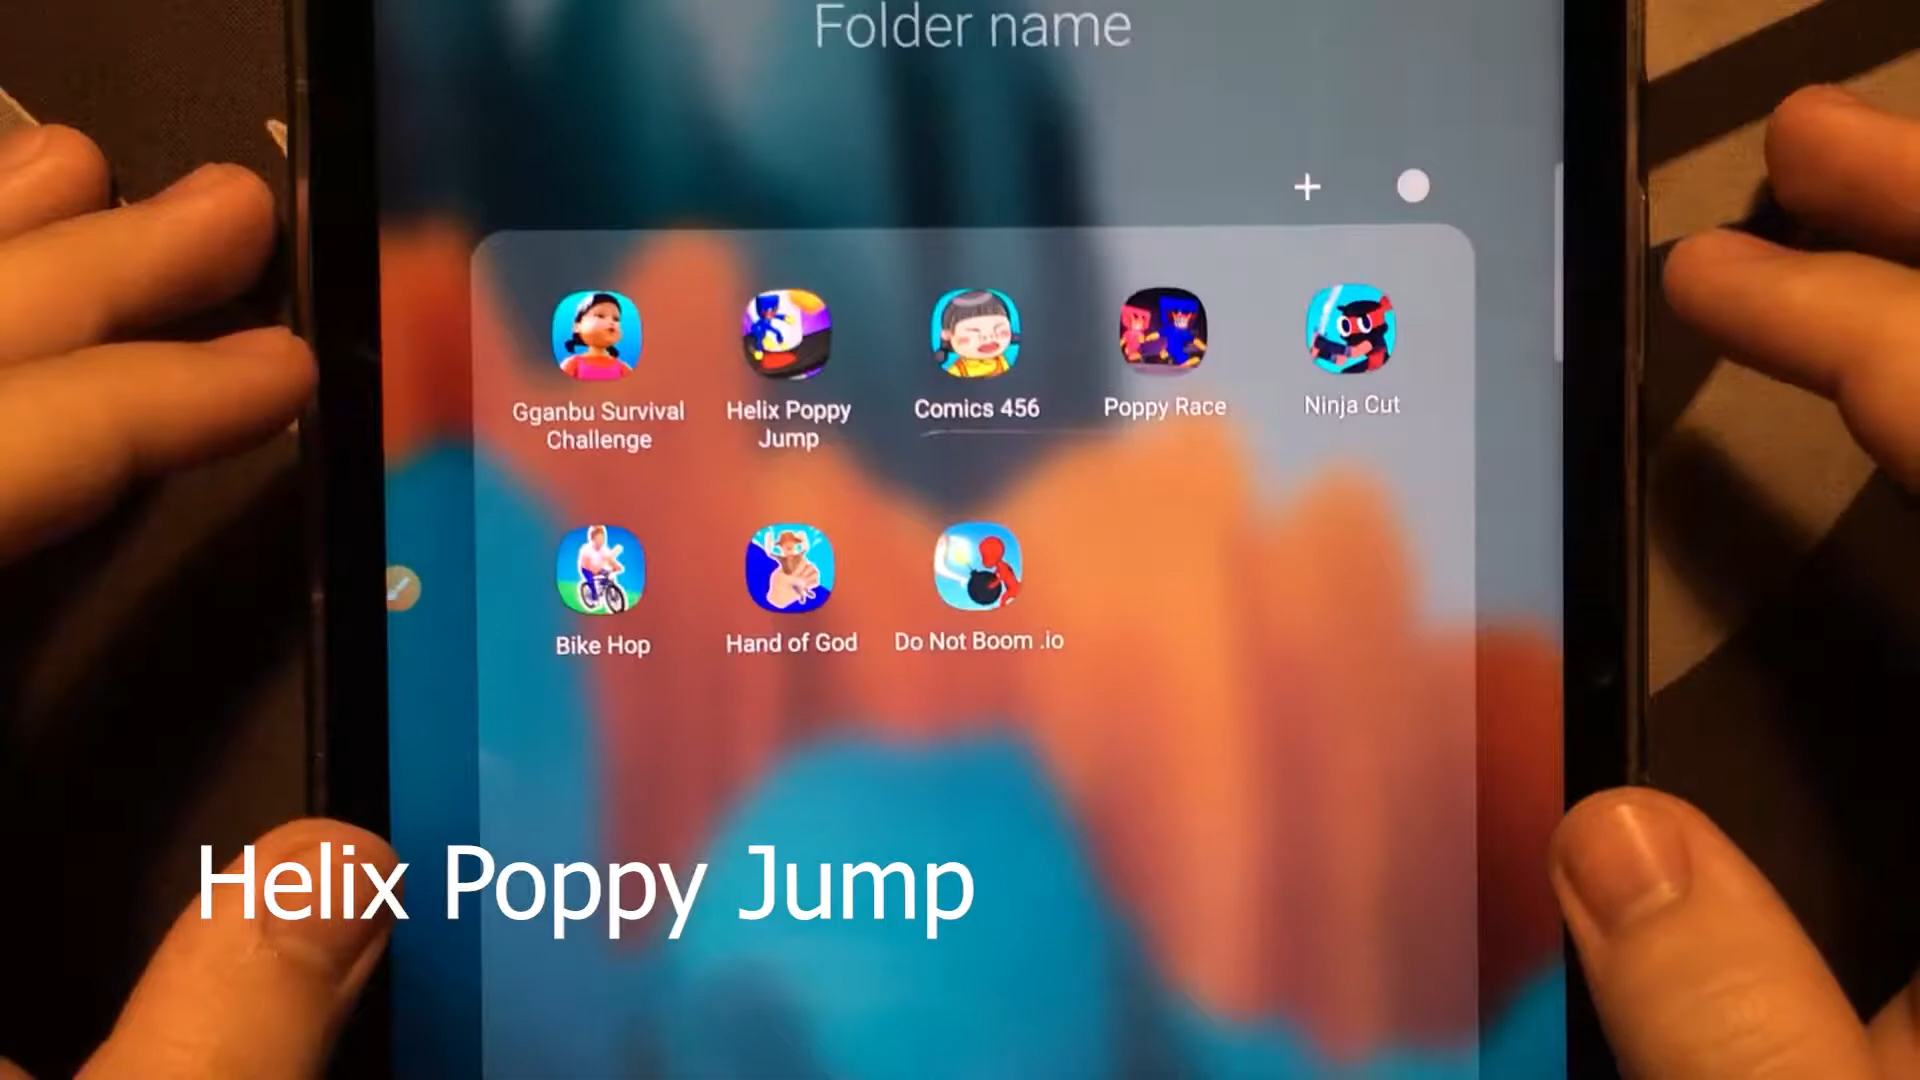 Folder name
Gganbu Survival
Challenge
Helix Poppy
Jump
Comics 456
Poppy Race
Ninja Cut
Bike Hop
Hand of God
Do Not Boom .io
Helix Poppy Jump